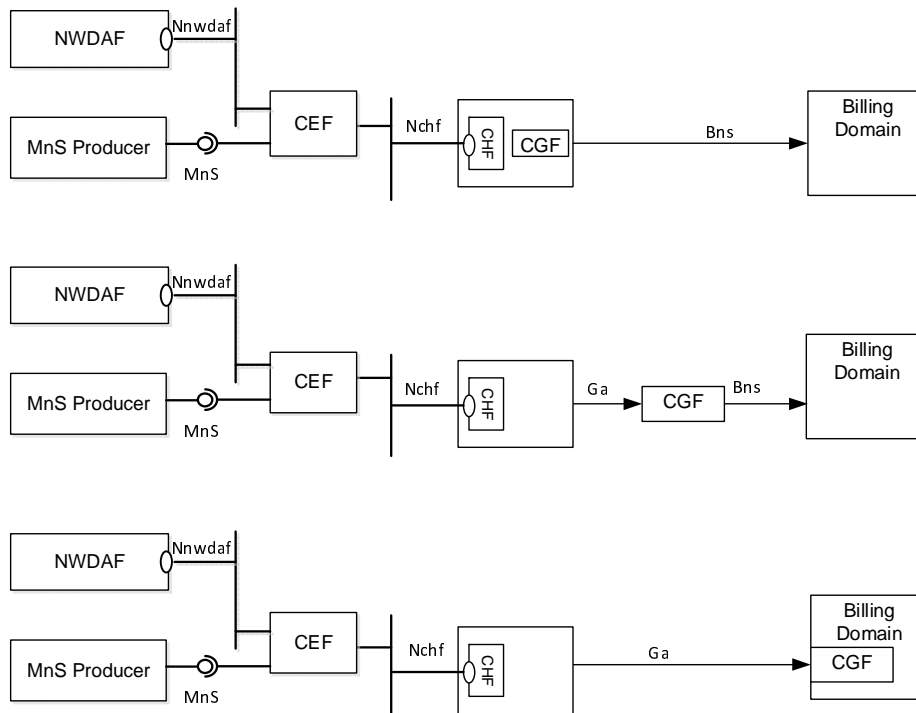 NWDAF
Nnwdaf
MnS Producer
MnS
CEF
Nchf
CHF
CGF
Bns
Billing
Domain
NWDAF
Nnwdaf
MnS Producer
MnS
CEF
Nchf
CHF
Ga
CGF
Bns
Billing
Domain
NWDAF
Nnwdaf
MnS Producer
MnS
CEF
Nchf
CHF
Ga
Billing
Domain
CGF